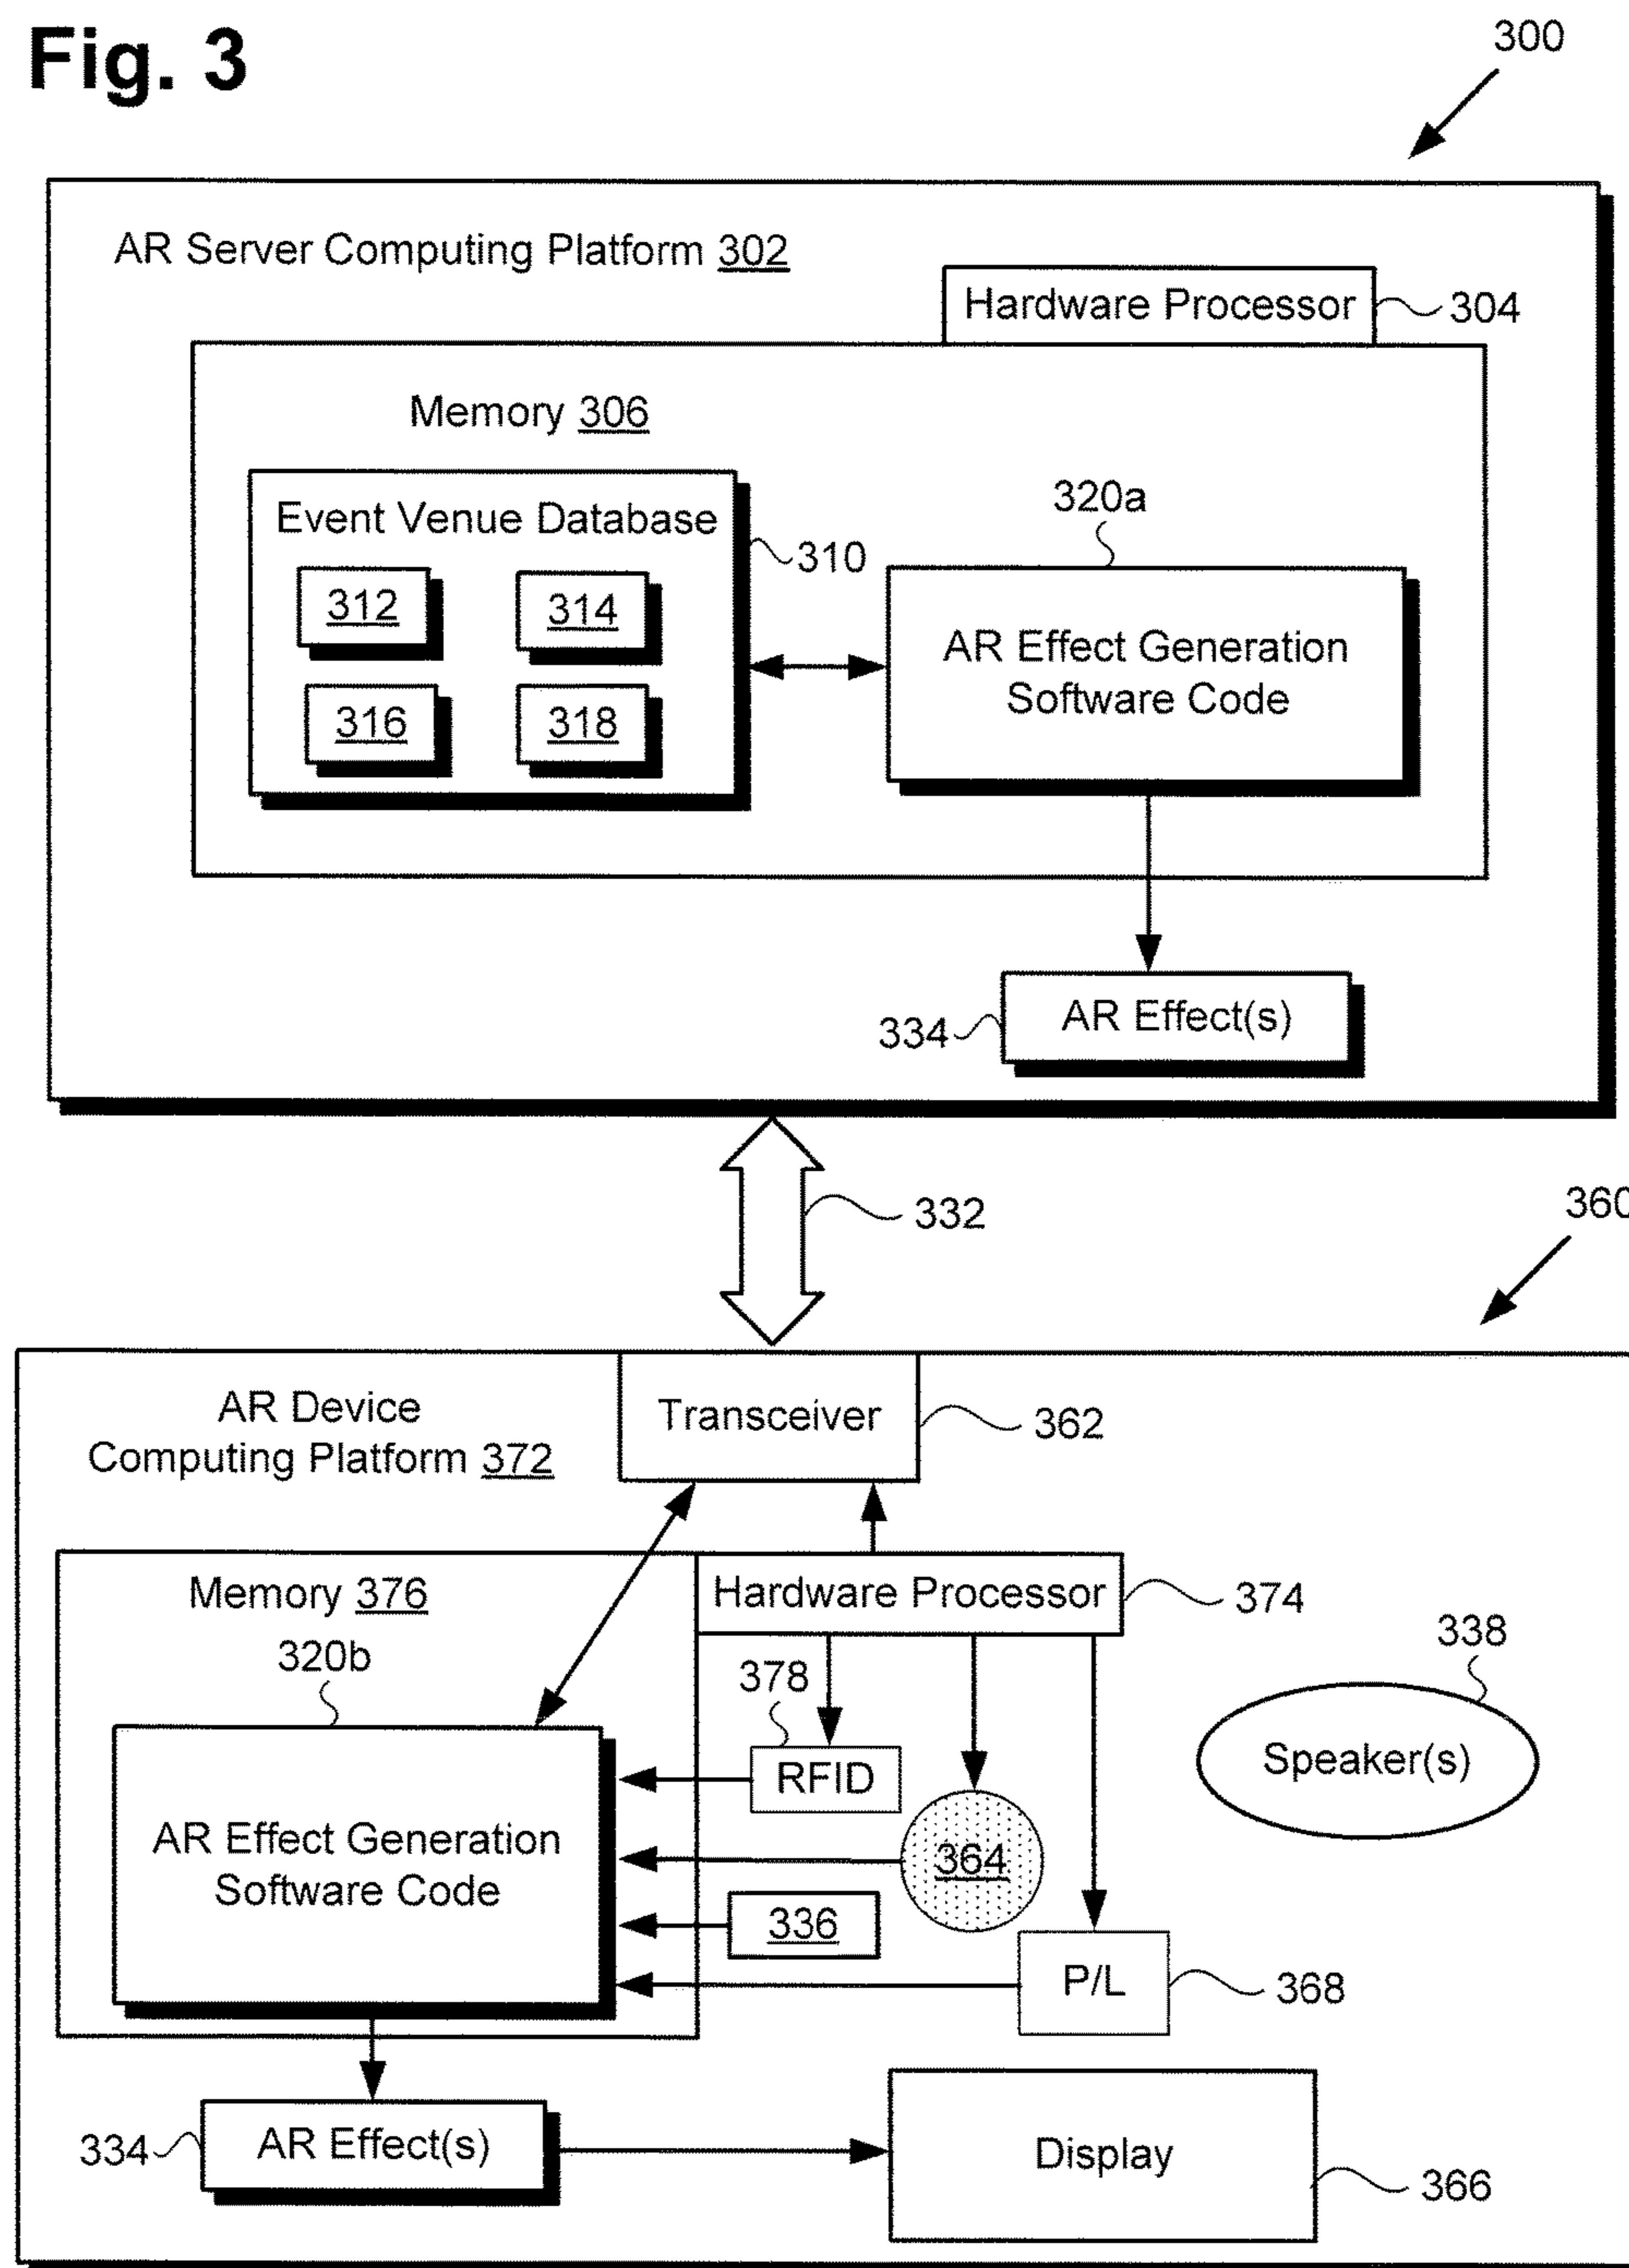 Fig. 3
300
AR Server Computing Platform 302
Hardware Processor
304
Memory 306
Event Venue Database
310
312
314
316
318
320a
AR Effect Generation
Software Code
334
AR Effect(s)
332
360
AR Device
Computing Platform 372
Transceiver
362
Memory 376
Hardware Processor
374
320b
378
338
RFID
Speaker(s)
AR Effect Generation
Software Code
364
336
P/L
368
334
AR Effect(s)
Display
366